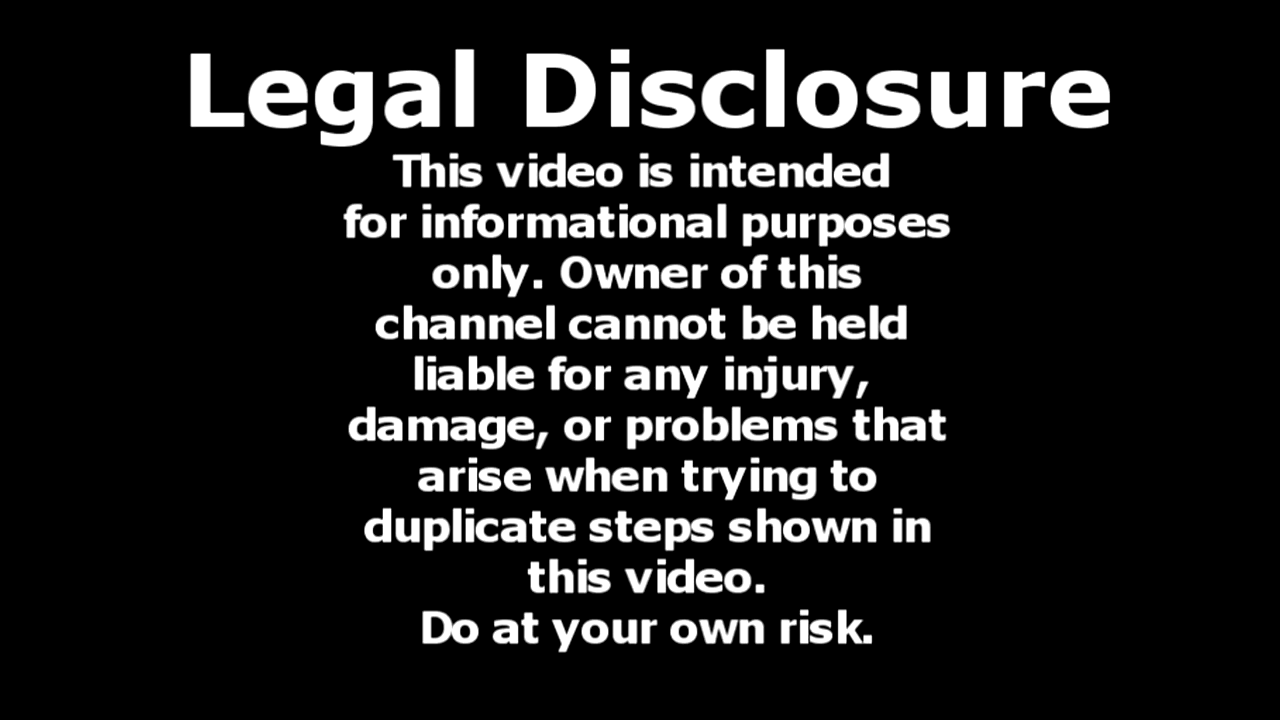 Legal Disclosure
This video is intended
for informational purposes
only. Owner of this
channel cannot be held
liable for any injury,
damage, or problems that
arise when trying to
duplicate steps shown in
this video.
Do at your own risk.